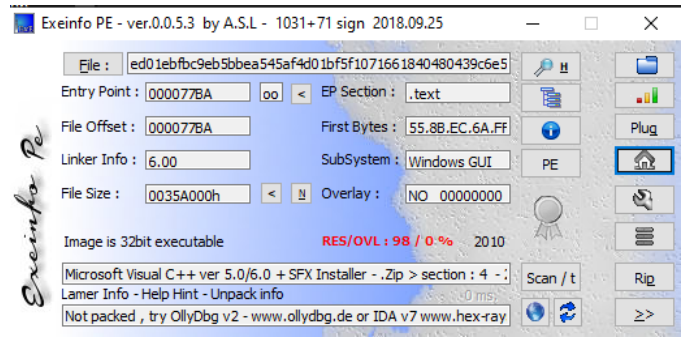 Exeinfo PE - ver.0.0.5.3 by A.S.L - 1031+71 sign 2018.09.25
File : ed01ebfbc9eb5bbea545af4d01bf5f1071661840480439c6e5 H
Entry Point : 000077BA oo < EP Section : .text
File Offset : 000077BA First Bytes : 55.8B.EC.6A.FF Plug
Linker Info : 6.00 SubSystem : Windows GUI PE
File Size : 0035A000h < N Overlay : NO 00000000
Image is 32bit executable RES/OVL : 98 / 0 % 2010
Exeinfo Pe
Microsoft Visual C++ ver 5.0/6.0 + SFX Installer - .Zip > section : 4 - Scan / t Rip
Lamer Info - Help Hint - Unpack info 0 ms.
Not packed , try OllyDbg v2 - www.ollydbg.de or IDA v7 www.hex-ray >>